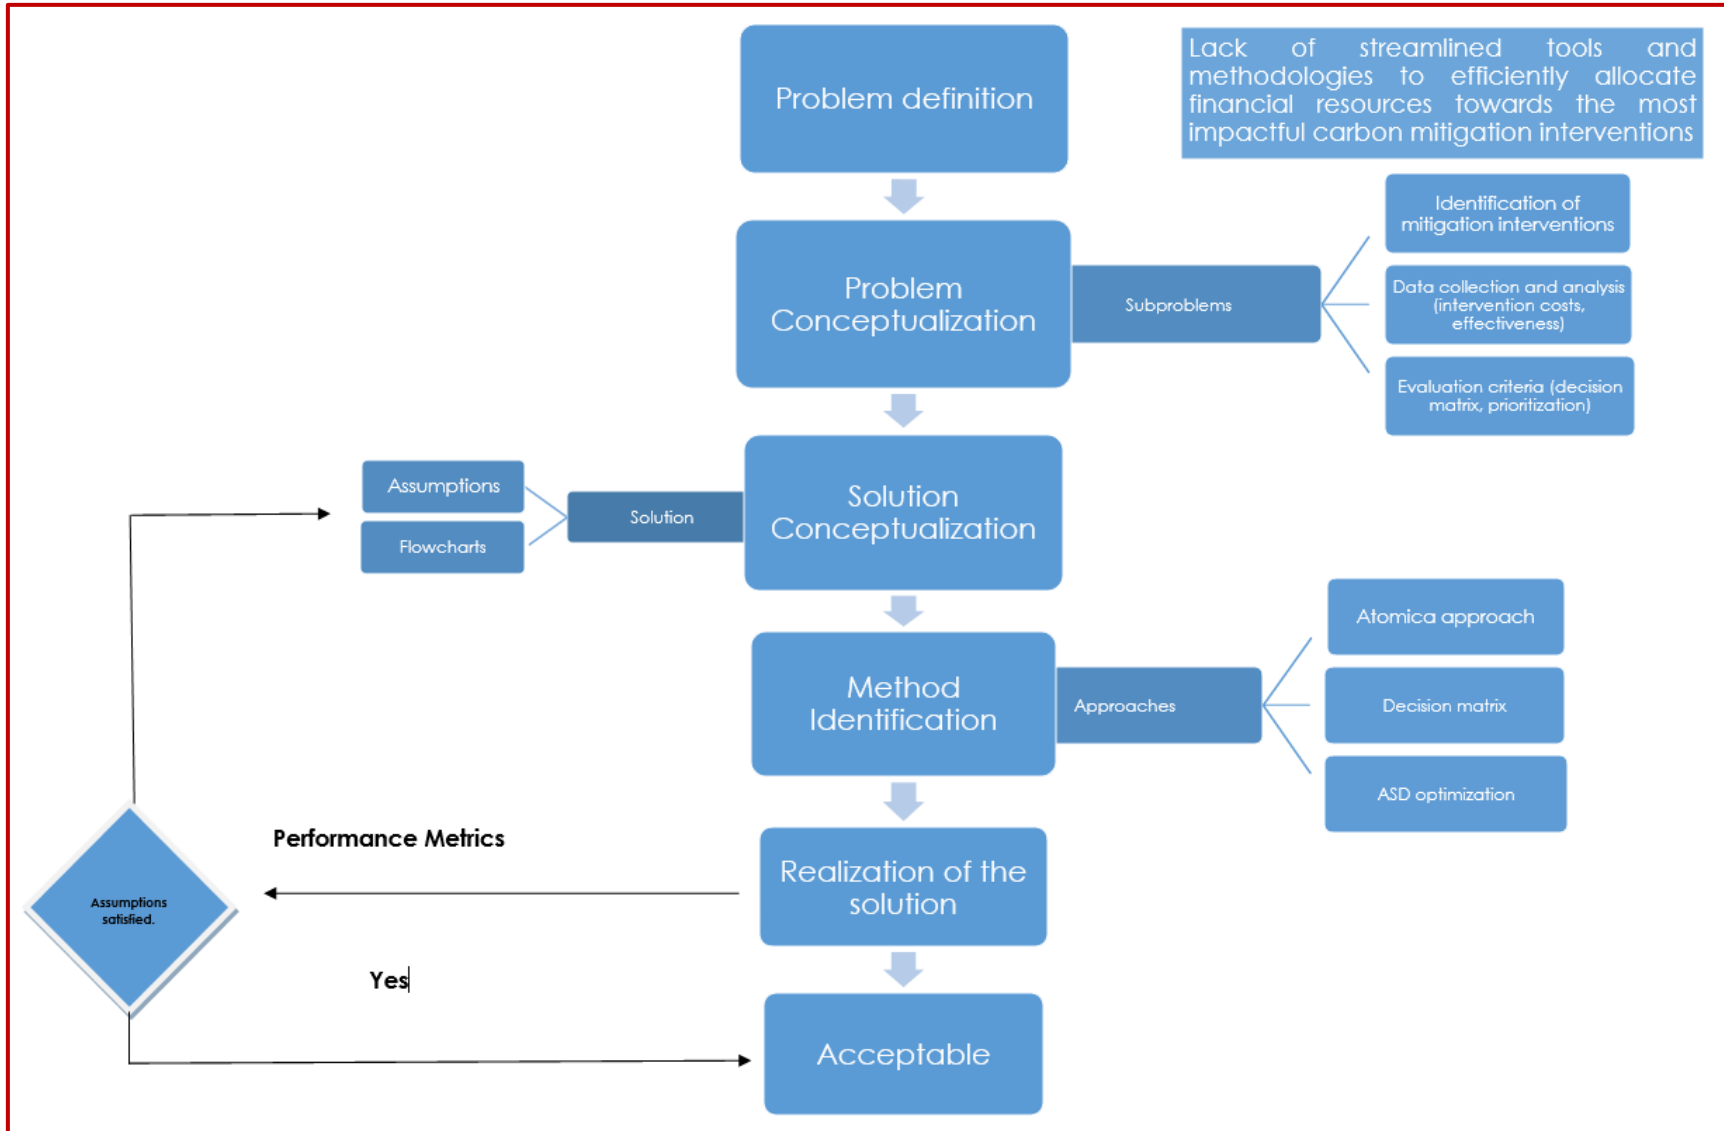 Problem definition
Lack of streamlined tools and
methodologies to efficiently allocate
financial resources towards the most
impactful carbon mitigation interventions
Problem
Conceptualization
Subproblems
Identification of
mitigation interventions
Data collection and analysis
(intervention costs,
effectiveness)
Evaluation criteria (decision
matrix, prioritization)
Solution
Conceptualization
Solution
Assumptions
Flowcharts
Method
Identification
Approaches
Atomica approach
Decision matrix
ASD optimization
Realization of the
solution
Performance Metrics
Assumptions
satisfied.
Yes
Acceptable